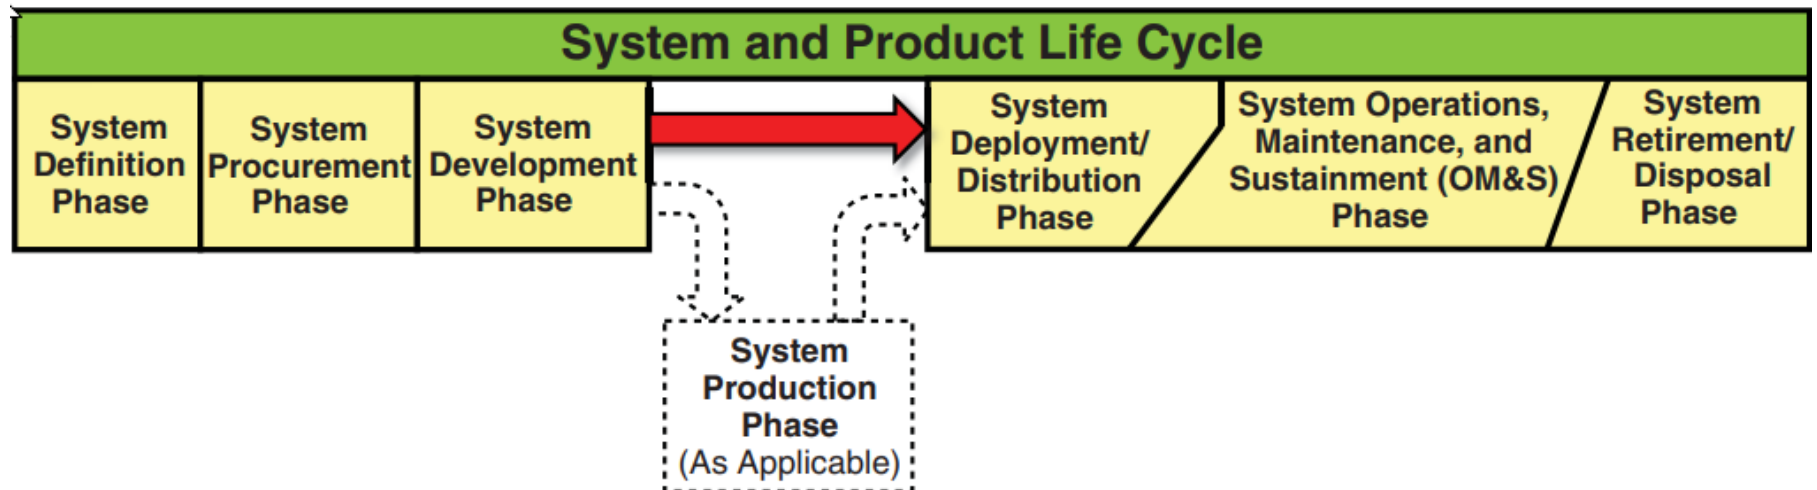 System and Product Life Cycle
System
Definition
Phase
System
Procurement
Phase
System
Development
Phase
System
Deployment/
Distribution
Phase
System Operations,
Maintenance, and
Sustainment (OM&S)
Phase
System
Retirement/
Disposal
Phase
System
Production
Phase
(As Applicable)